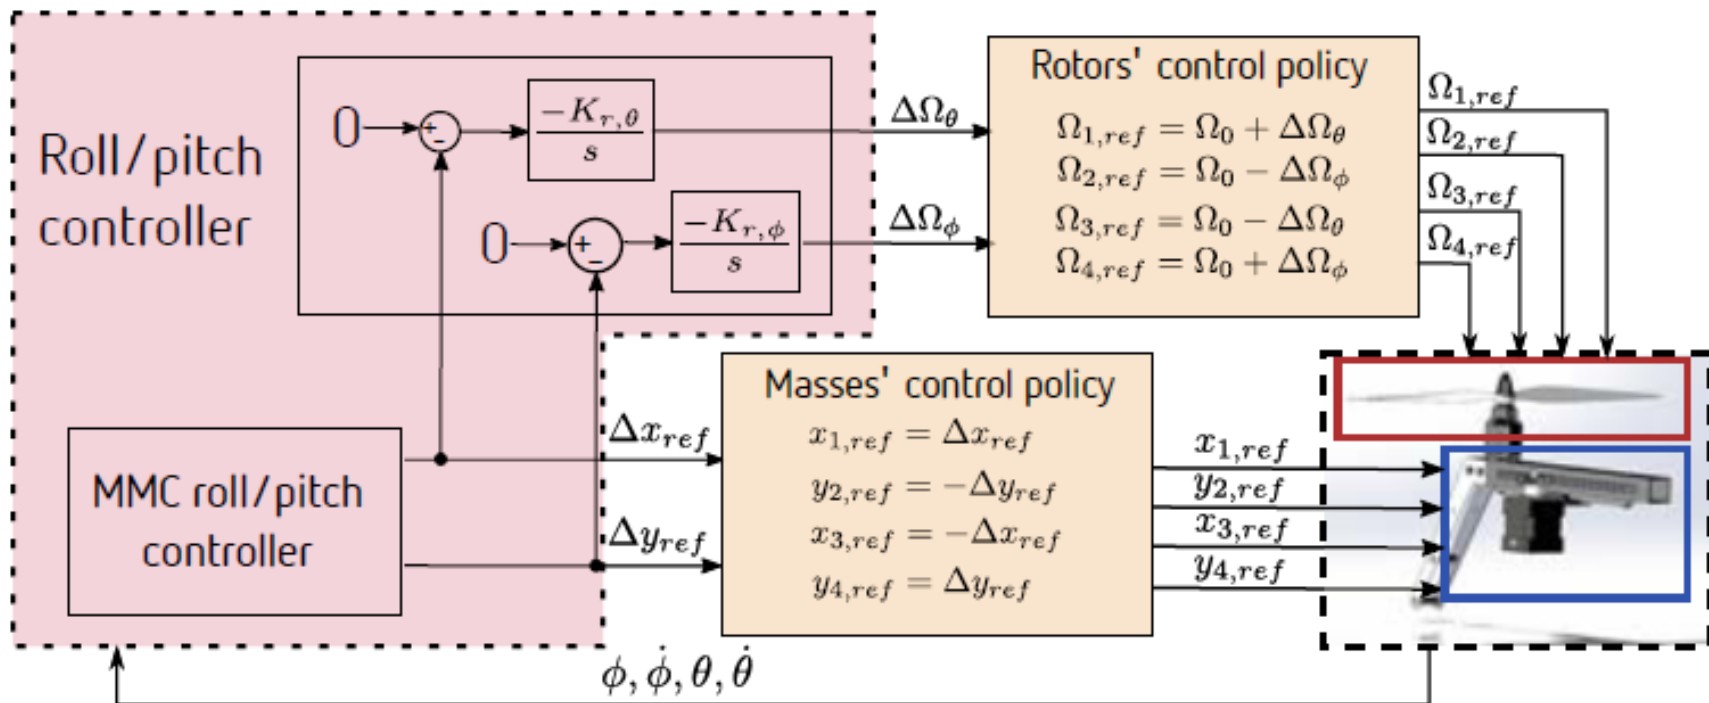 Roll/pitch
controller
0
+
-
-K_{r,θ}
s
ΔΩ_θ
0
+
-
-K_{r,ϕ}
s
ΔΩ_ϕ
Rotors' control policy
Ω_{1,ref} = Ω_0 + ΔΩ_θ
Ω_{2,ref} = Ω_0 − ΔΩ_ϕ
Ω_{3,ref} = Ω_0 − ΔΩ_θ
Ω_{4,ref} = Ω_0 + ΔΩ_ϕ
Ω_{1,ref}
Ω_{2,ref}
Ω_{3,ref}
Ω_{4,ref}
MMC roll/pitch
controller
Δx_{ref}
Δy_{ref}
Masses' control policy
x_{1,ref} = Δx_{ref}
y_{2,ref} = −Δy_{ref}
x_{3,ref} = −Δx_{ref}
y_{4,ref} = Δy_{ref}
x_{1,ref}
y_{2,ref}
x_{3,ref}
y_{4,ref}
ϕ, ϕ̇, θ, θ̇